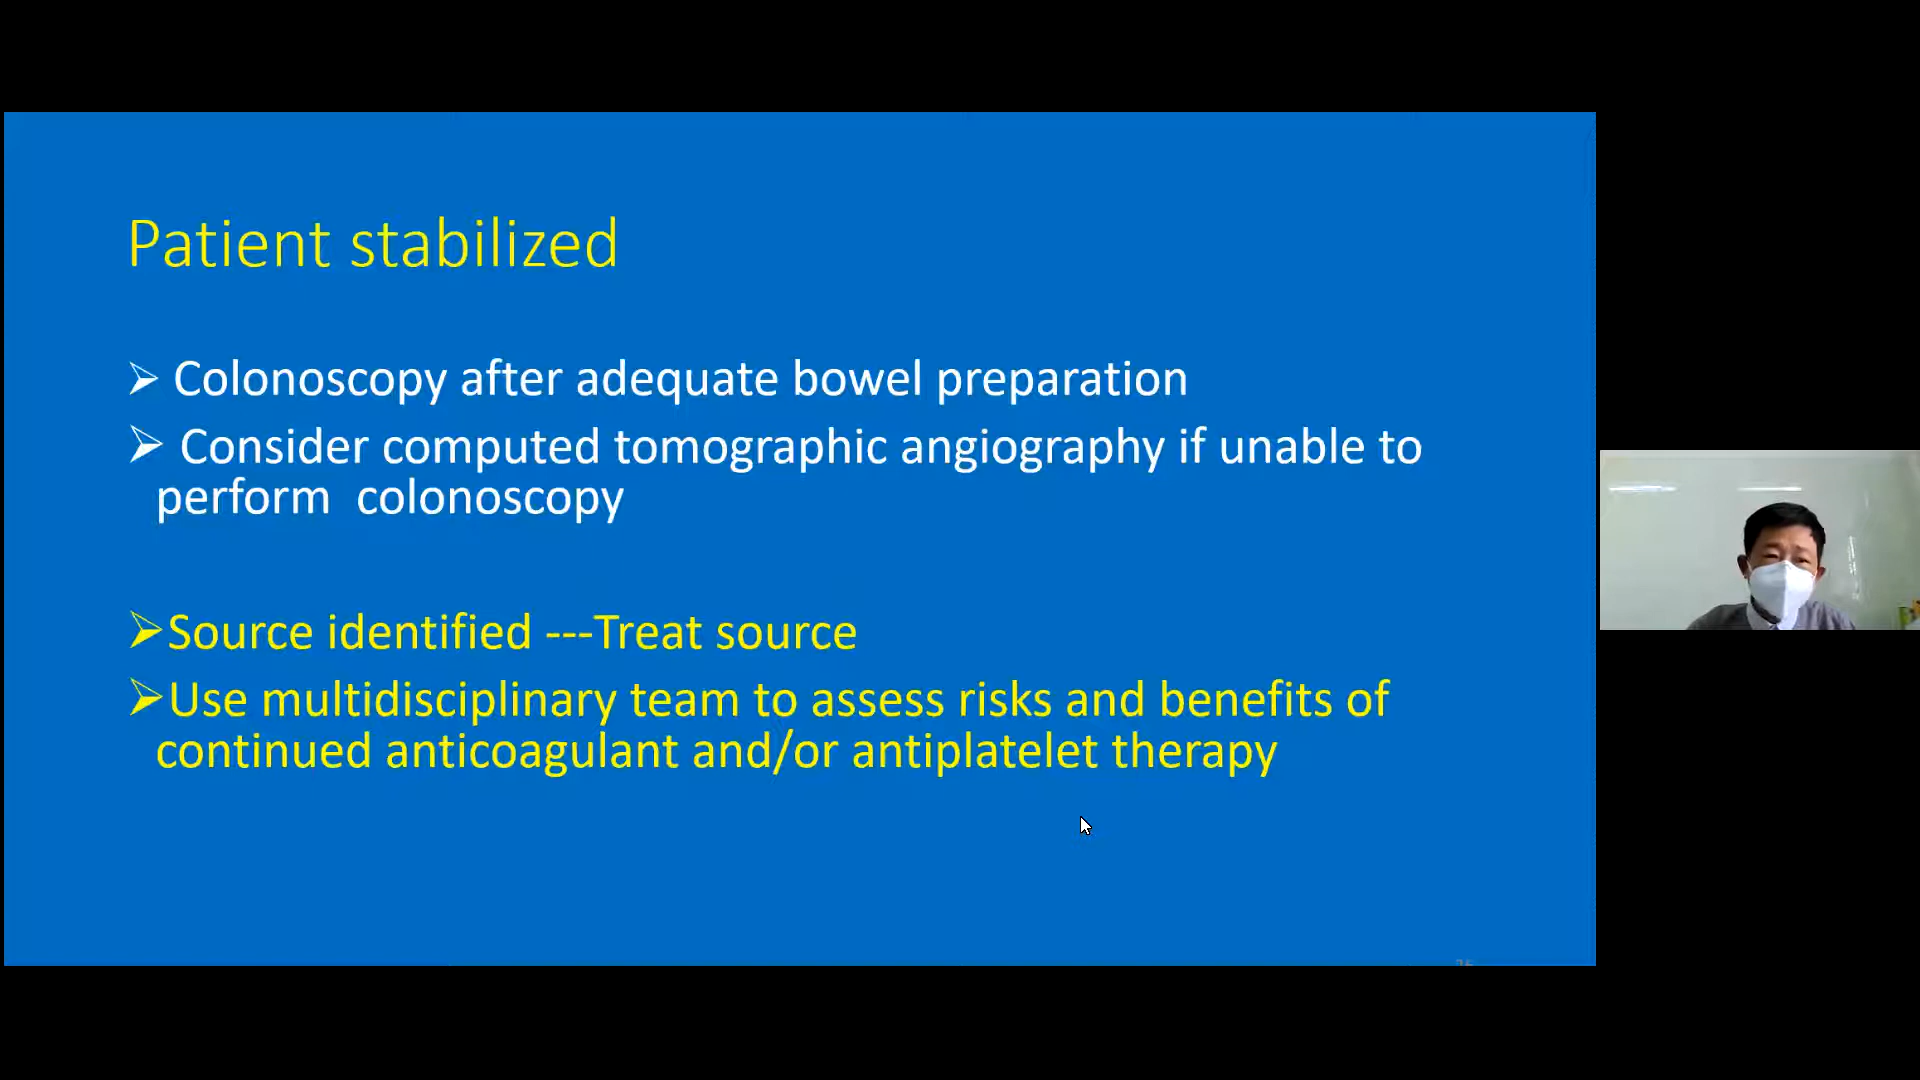 Patient stabilized
➢ Colonoscopy after adequate bowel preparation
➢ Consider computed tomographic angiography if unable to
perform  colonoscopy
➢Source identified ---Treat source
➢Use multidisciplinary team to assess risks and benefits of
continued anticoagulant and/or antiplatelet therapy